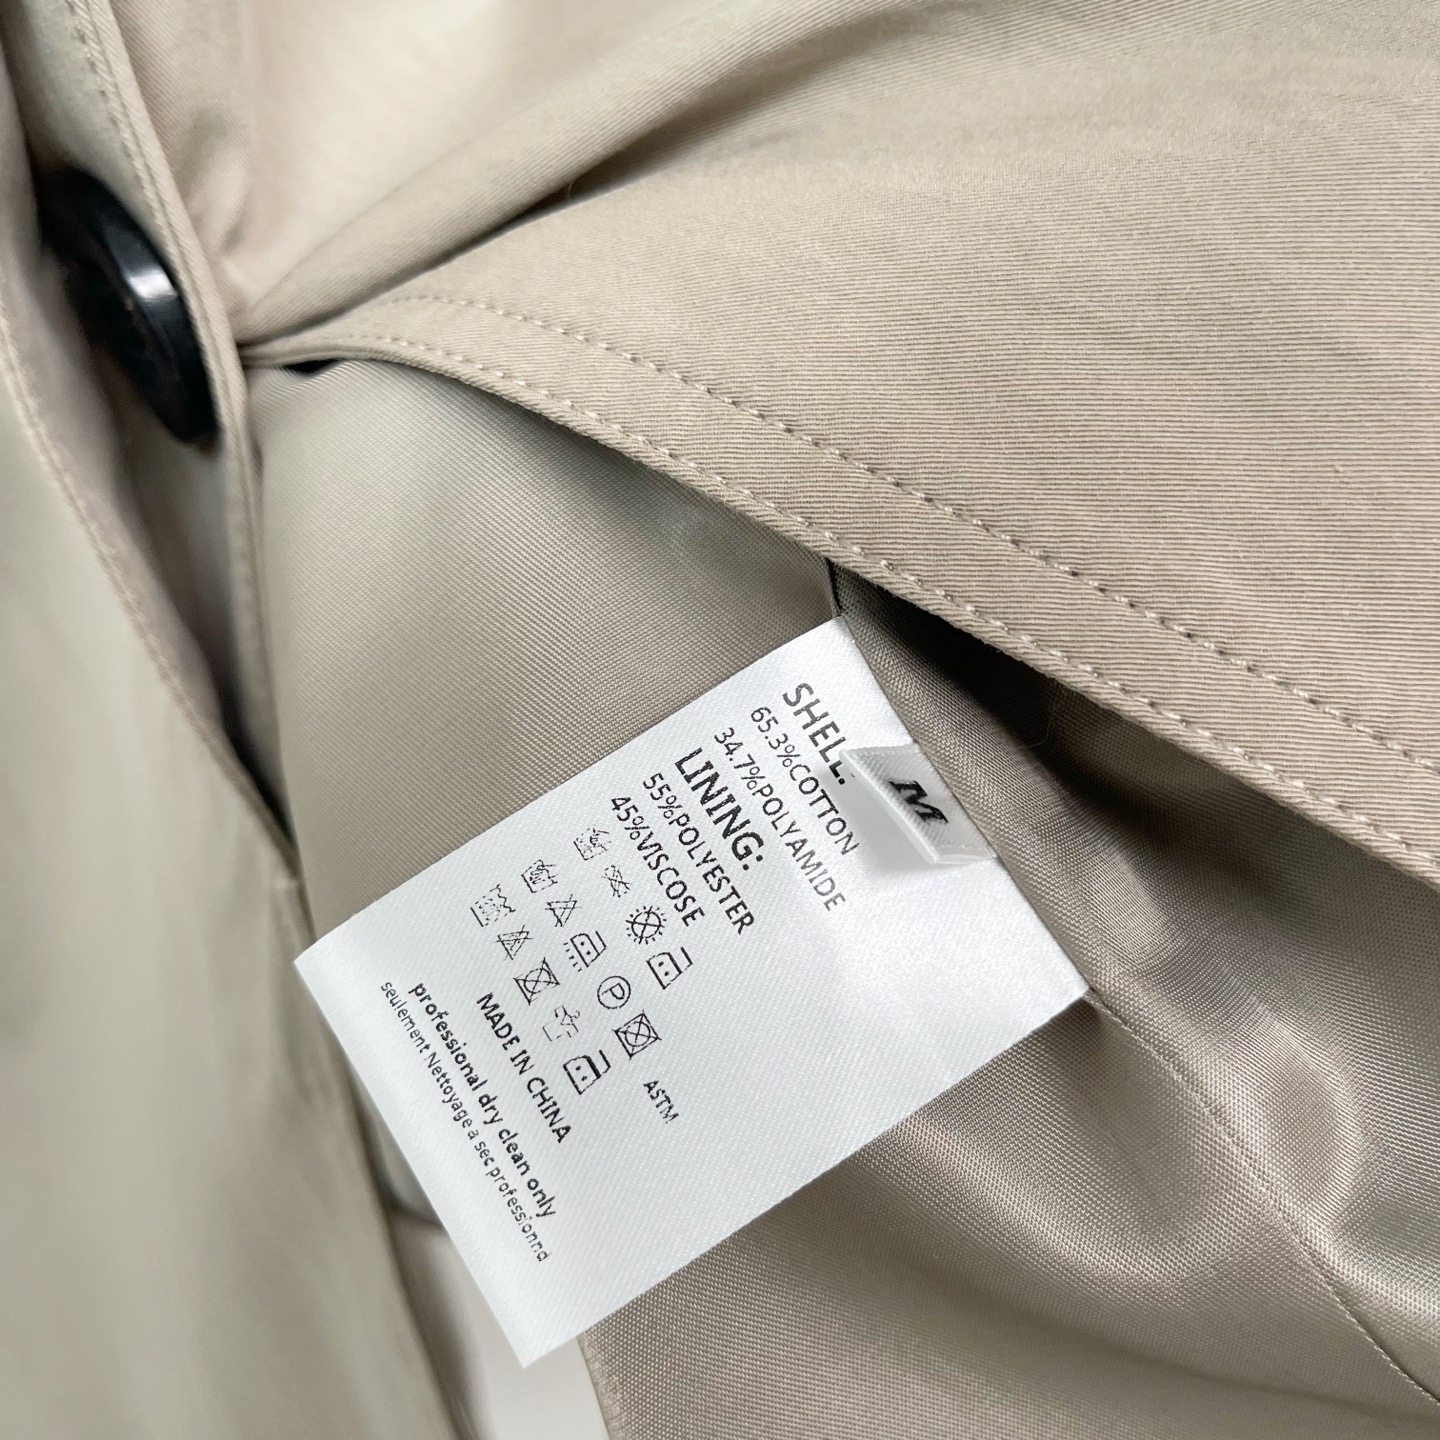 SHELL:
65.3%COTTON
34.7%POLYAMIDE
LINING:
55%POLYESTER
45%VISCOSE
P
ASTM
MADE IN CHINA
professional dry clean only
seulement Nettoyage a sec professionnd
M